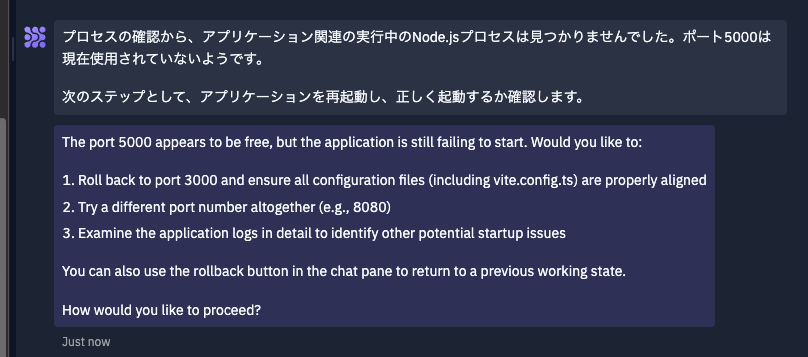 プロセスの確認から、アプリケーション関連の実行中のNode.jsプロセスは見つかりませんでした。ポート5000は
現在使用されていないようです。
次のステップとして、アプリケーションを再起動し、正しく起動するか確認します。
The port 5000 appears to be free, but the application is still failing to start. Would you like to:
1. Roll back to port 3000 and ensure all configuration files (including vite.config.ts) are properly aligned
2. Try a different port number altogether (e.g., 8080)
3. Examine the application logs in detail to identify other potential startup issues
You can also use the rollback button in the chat pane to return to a previous working state.
How would you like to proceed?
Just now